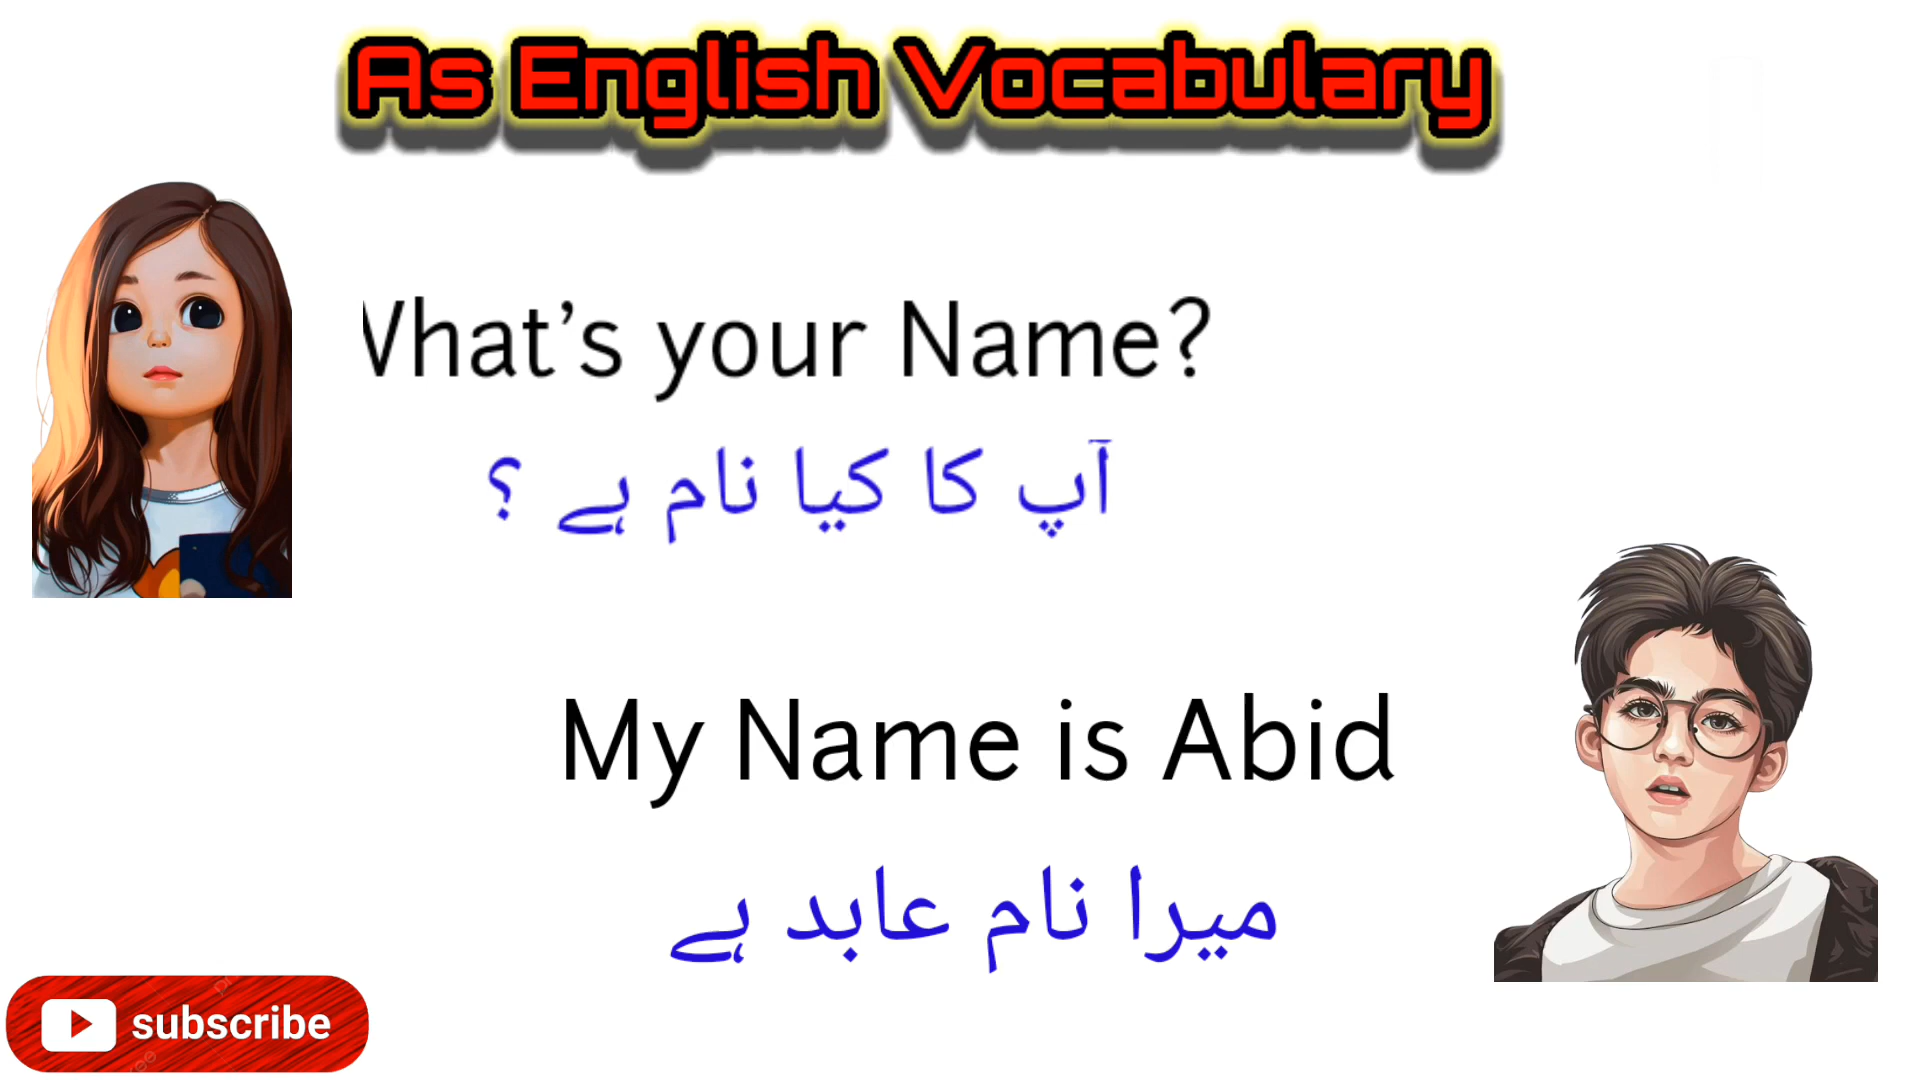 As English Vocabulary
What's your Name?
آپ کا کیا نام ہے ؟
My Name is Abid
میرا نام عابد ہے
subscribe